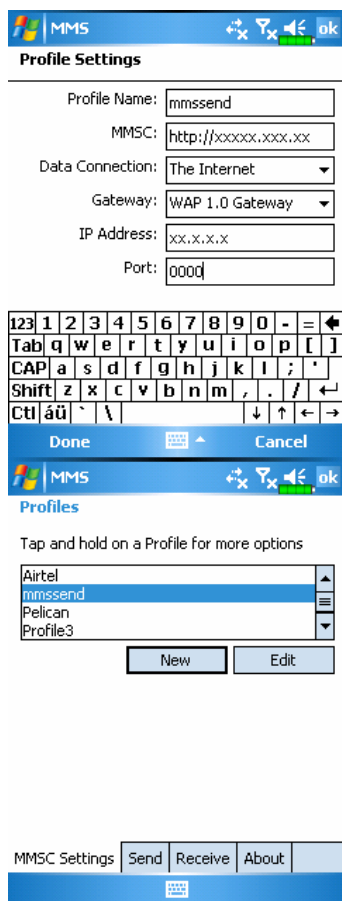 MMS ok
Profile Settings
Profile Name: mmssend
MMSC: http://xxxxx.xxx.xx
Data Connection: The Internet
Gateway: WAP 1.0 Gateway
IP Address: xx.x.x.x
Port: 0000
123 1 2 3 4 5 6 7 8 9 0 - =
Tab q w e r t y u i o p [ ]
CAP a s d f g h j k l ; '
Shift z x c v b n m , . /
Ctl áü ` \
Done Cancel
MMS ok
Profiles
Tap and hold on a Profile for more options
Airtel
mmssend
Pelican
Profile3
New Edit
MMSC Settings Send Receive About